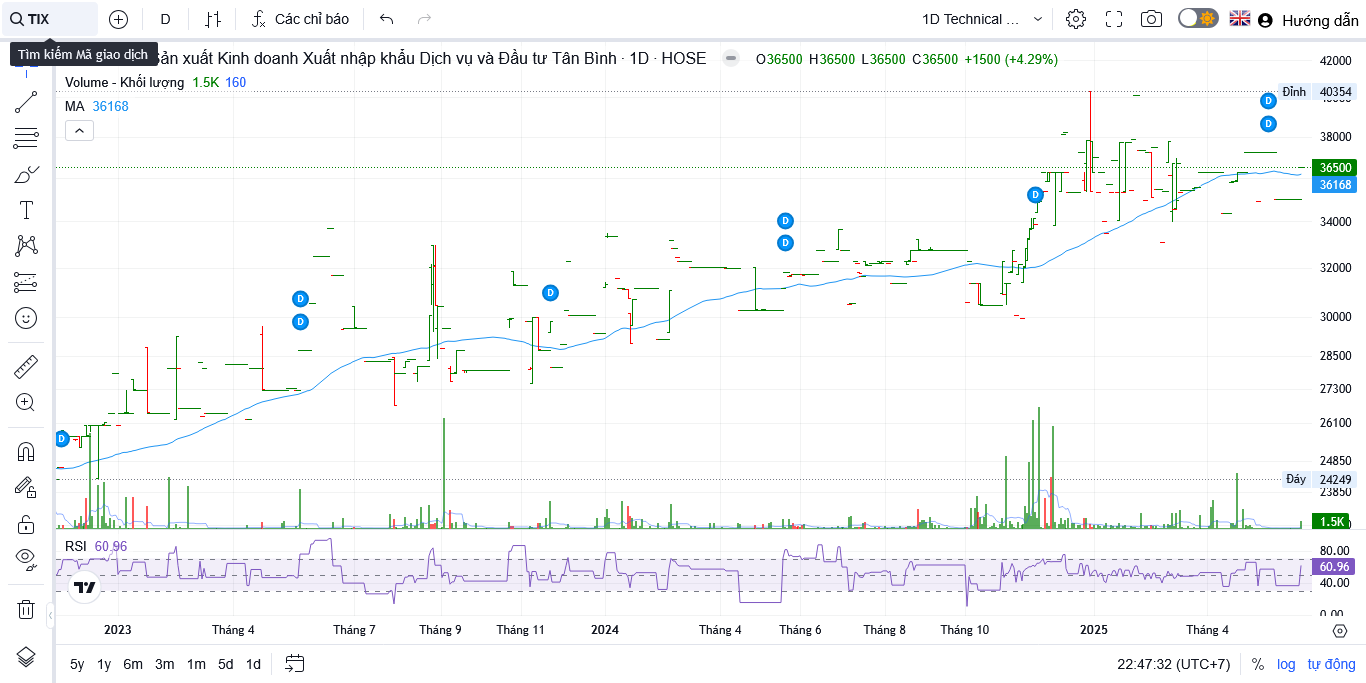 TIX D Các chỉ báo 1D Technical ... Hướng dẫn
Tìm kiếm Mã giao dịch
Sản xuất Kinh doanh Xuất nhập khẩu Dịch vụ và Đầu tư Tân Bình · 1D · HOSE O36500 H36500 L36500 C36500 +1500 (+4.29%)
Volume - Khối lượng 1.5K 160
MA 36168
42000
Đỉnh 40354
40000
D
D
38000
36500
36168
D
34000
D
D
32000
D
D
D
30000
28500
27300
26100
D
24850
Đáy 24249
23850
1.5K
RSI 60.96
80.00
60.96
40.00
0.00
2023 Tháng 4 Tháng 7 Tháng 9 Tháng 11 2024 Tháng 4 Tháng 6 Tháng 8 Tháng 10 2025 Tháng 4
5y 1y 6m 3m 1m 5d 1d 22:47:32 (UTC+7) % log tự động